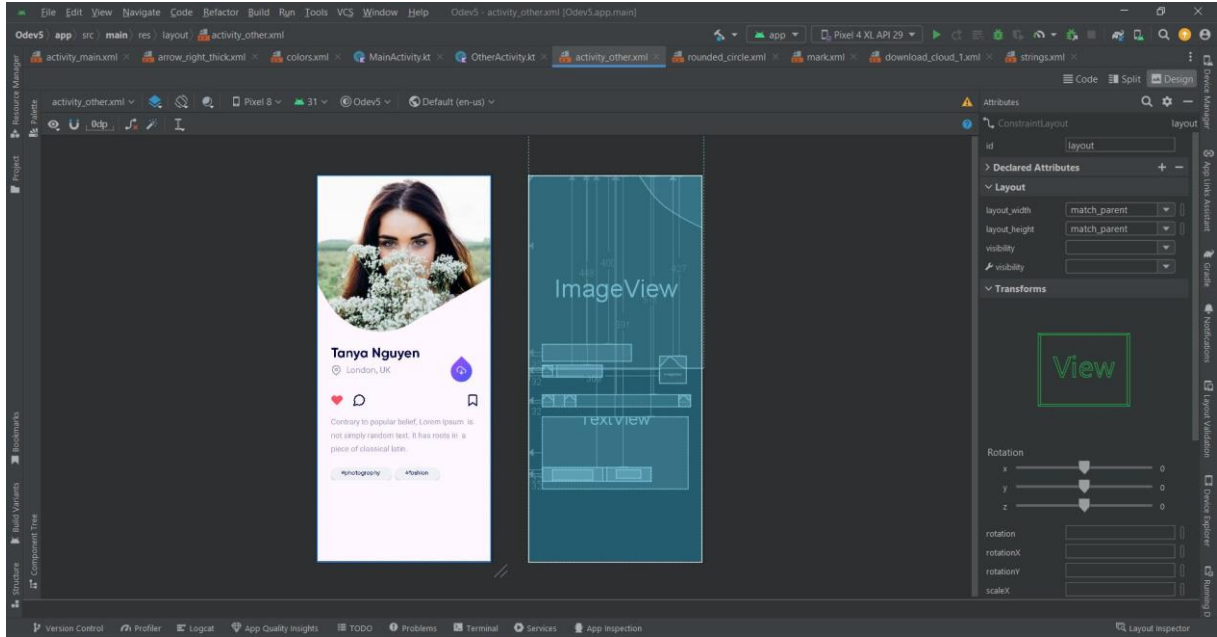 File Edit View Navigate Code Refactor Build Run Tools VCS Window Help Odev5 - activity_other.xml [Odev5.app.main]
Odev5 app src main res layout activity_other.xml app Pixel 4 XL API 29
activity_main.xml arrow_right_thick.xml colors.xml MainActivity.kt OtherActivity.kt activity_other.xml rounded_circle.xml mark.xml download_cloud_1.xml strings.xml
Code Split Design
activity_other.xml Pixel 8 31 Odev5 Default (en-us)
0dp
Resource Manager
Project
Bookmarks
Build Variants
Structure
Palette
Component Tree
Tanya Nguyen
London, UK
Contrary to popular belief, Lorem Ipsum is
not simply random text. It has roots in a
piece of classical latin.
#photography #fashion
ImageView
TextView
Attributes
ConstraintLayout layout
id layout
Declared Attributes
Layout
layout_width match_parent
layout_height match_parent
visibility
visibility
Transforms
View
Rotation
x 0
y 0
z 0
rotation
rotationX
rotationY
scaleX
Device Manager
App Links Assistant
Gradle
Notifications
Layout Validation
Device Explorer
Running D
Version Control Profiler Logcat App Quality Insights TODO Problems Terminal Services App Inspection Layout Inspector